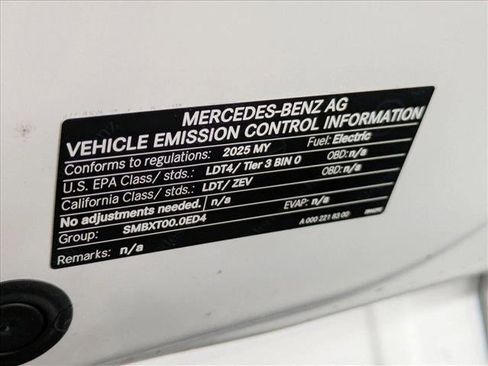 MERCEDES-BENZ AG
VEHICLE EMISSION CONTROL INFORMATION
Conforms to regulations: 2025 MY Fuel: Electric
U.S. EPA Class/ stds.: LDT4/ Tier 3 BIN 0 OBD: n/a
California Class/ stds.: LDT/ ZEV OBD: n/a
No adjustments needed. n/a EVAP: n/a
Group: SMBXT00.0ED4 A 000 221 83 00
Remarks: n/a